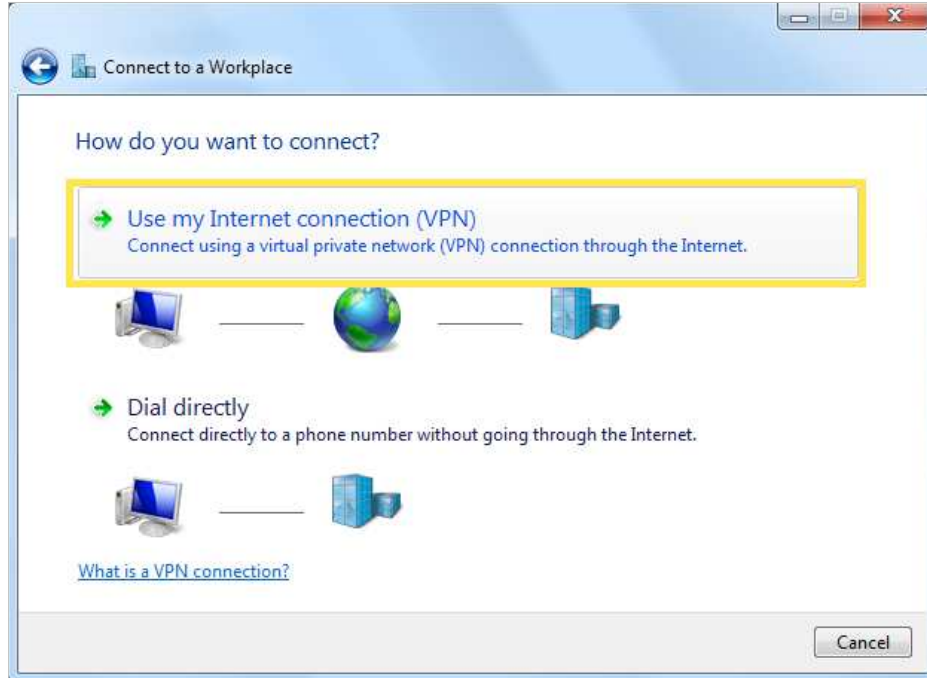 Connect to a Workplace
How do you want to connect?
Use my Internet connection (VPN)
Connect using a virtual private network (VPN) connection through the Internet.
Dial directly
Connect directly to a phone number without going through the Internet.
What is a VPN connection?
Cancel